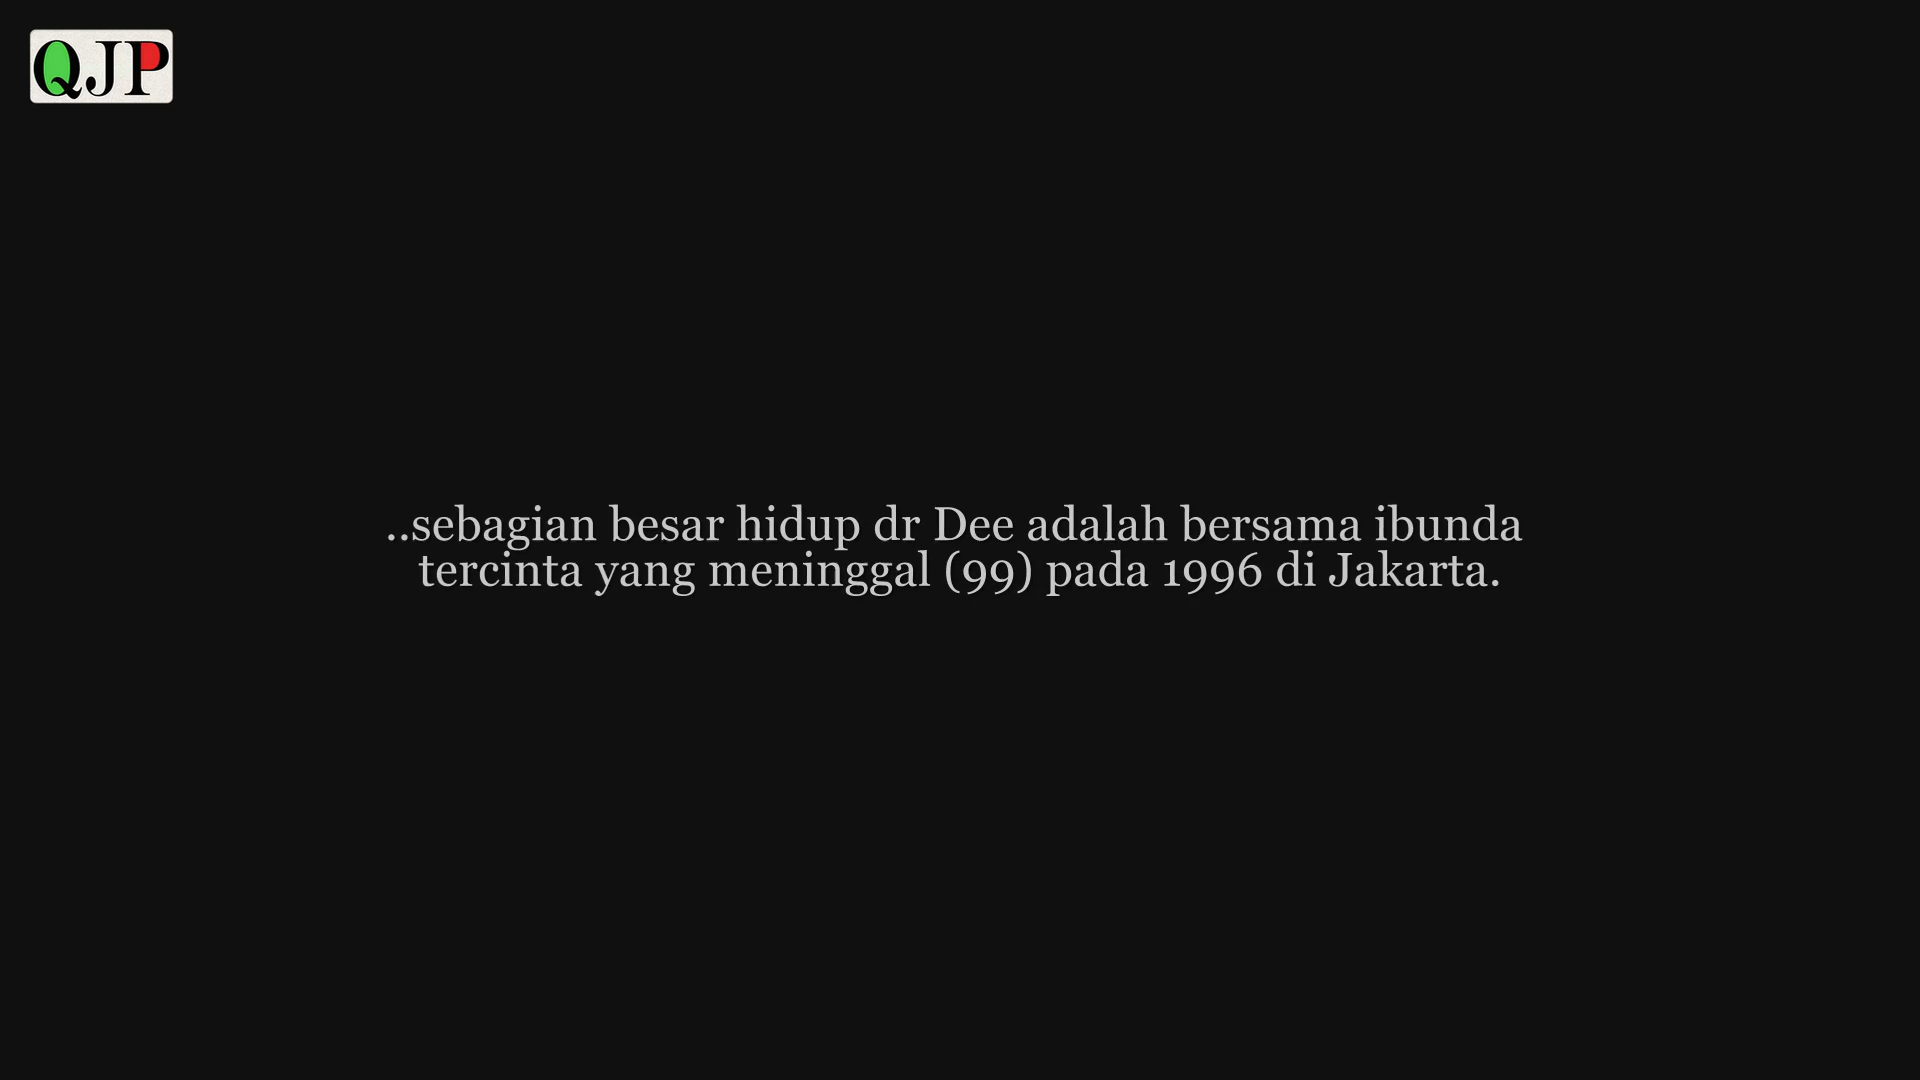 QJP
..sebagian besar hidup dr Dee adalah bersama ibunda
tercinta yang meninggal (99) pada 1996 di Jakarta.